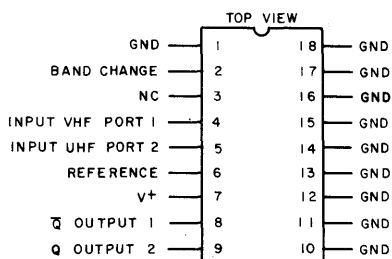 TOP VIEW
GND 1 18 GND
BAND CHANGE 2 17 GND
NC 3 16 GND
INPUT VHF PORT 1 4 15 GND
INPUT UHF PORT 2 5 14 GND
REFERENCE 6 13 GND
V+ 7 12 GND
Q̅ OUTPUT 1 8 11 GND
Q OUTPUT 2 9 10 GND